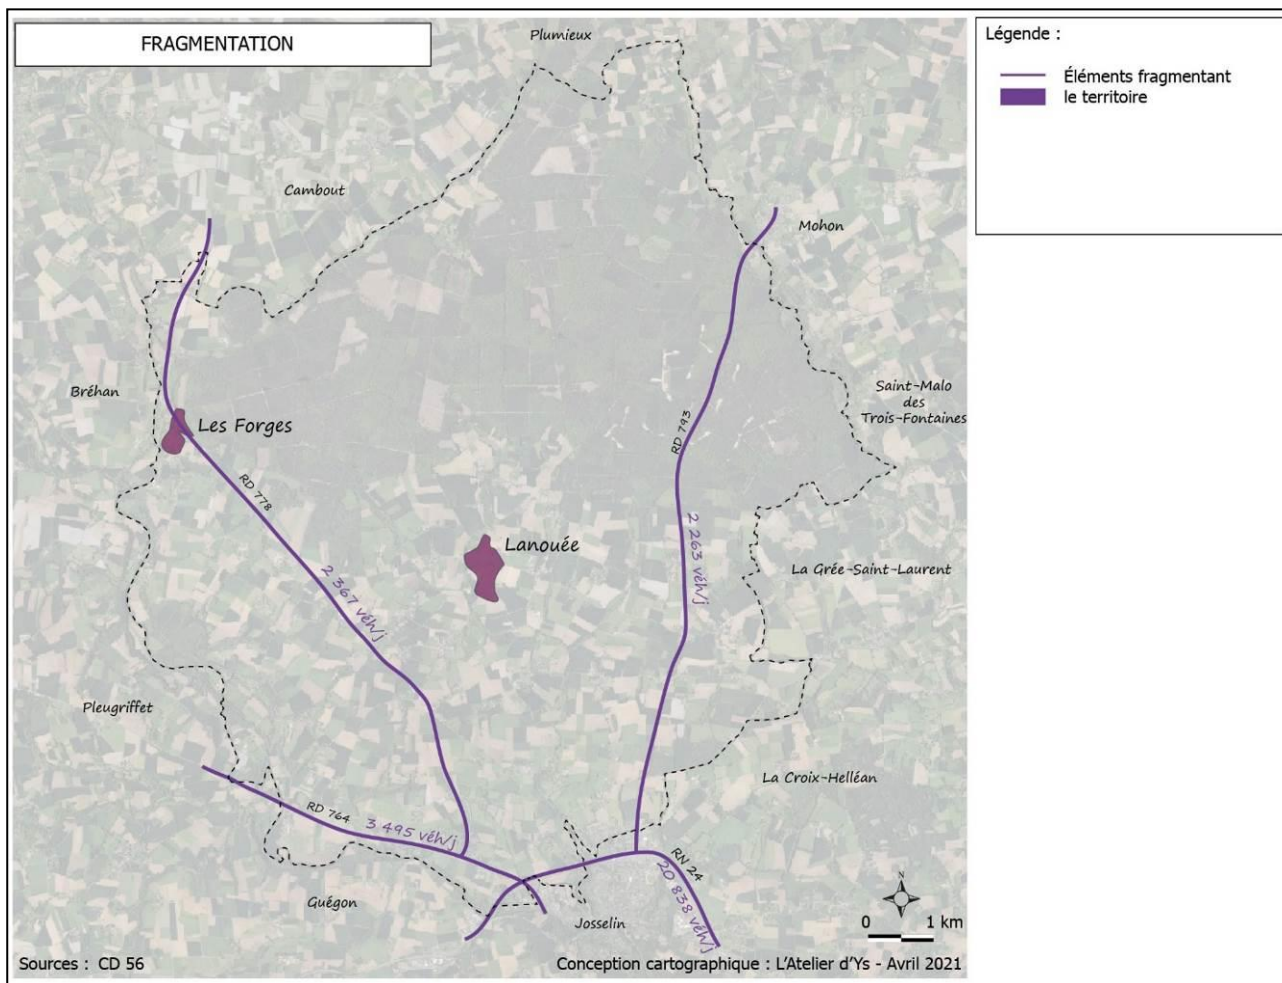 FRAGMENTATION
Légende :
Éléments fragmentant
le territoire
Plumieux
Cambout
Mohon
Bréhan
Les Forges
Saint-Malo
des
Trois-Fontaines
RD 793
RD 778
2 263 véh/j
Lanouée
2 367 véh/j
La Grée-Saint-Laurent
Pleugriffet
La Croix-Helléan
RD 764
3 495 véh/j
RN 24
20 838 véh/j
Guégon
Josselin
N
0 1 km
Sources : CD 56
Conception cartographique : L'Atelier d'Ys - Avril 2021